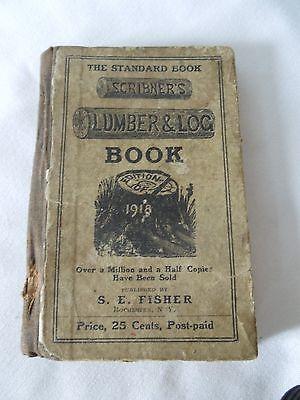 THE STANDARD BOOK
SCRIBNER'S
LUMBER & LOG
BOOK
EDITION
OF
1918
Over a Million and a Half Copies
Have Been Sold
PUBLISHED BY
S. E. FISHER
ROCHESTER, N. Y.
Price, 25 Cents, Post-paid